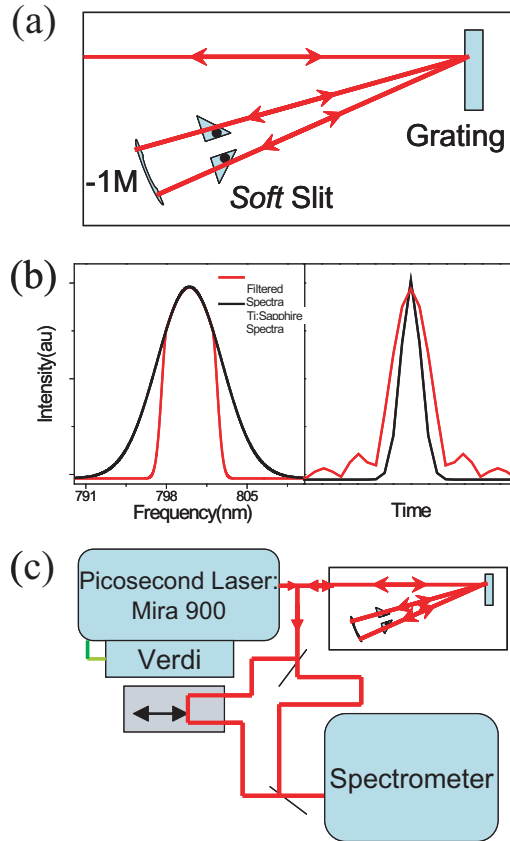 (a)
Grating
-1M
Soft Slit
(b)
Intensity(au)
Filtered
Spectra
Ti:Sapphire
Spectra
791
798
805
Frequency(nm)
Time
(c)
Picosecond Laser:
Mira 900
Verdi
Spectrometer